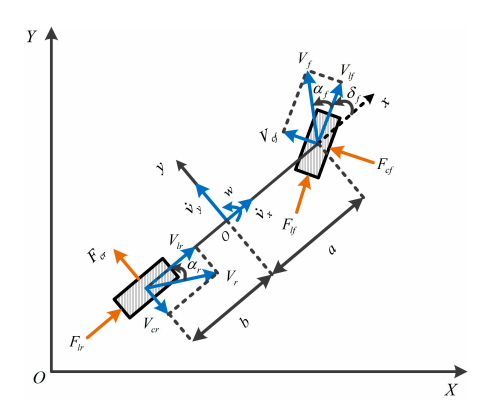 Y
V_f
V_lf
α_f
δ_f
x
V_cf
F_cf
y
w
v̇_y
v̇_x
F_lf
O
V_lr
F_cr
α_r
V_r
a
b
V_cr
F_lr
O
X